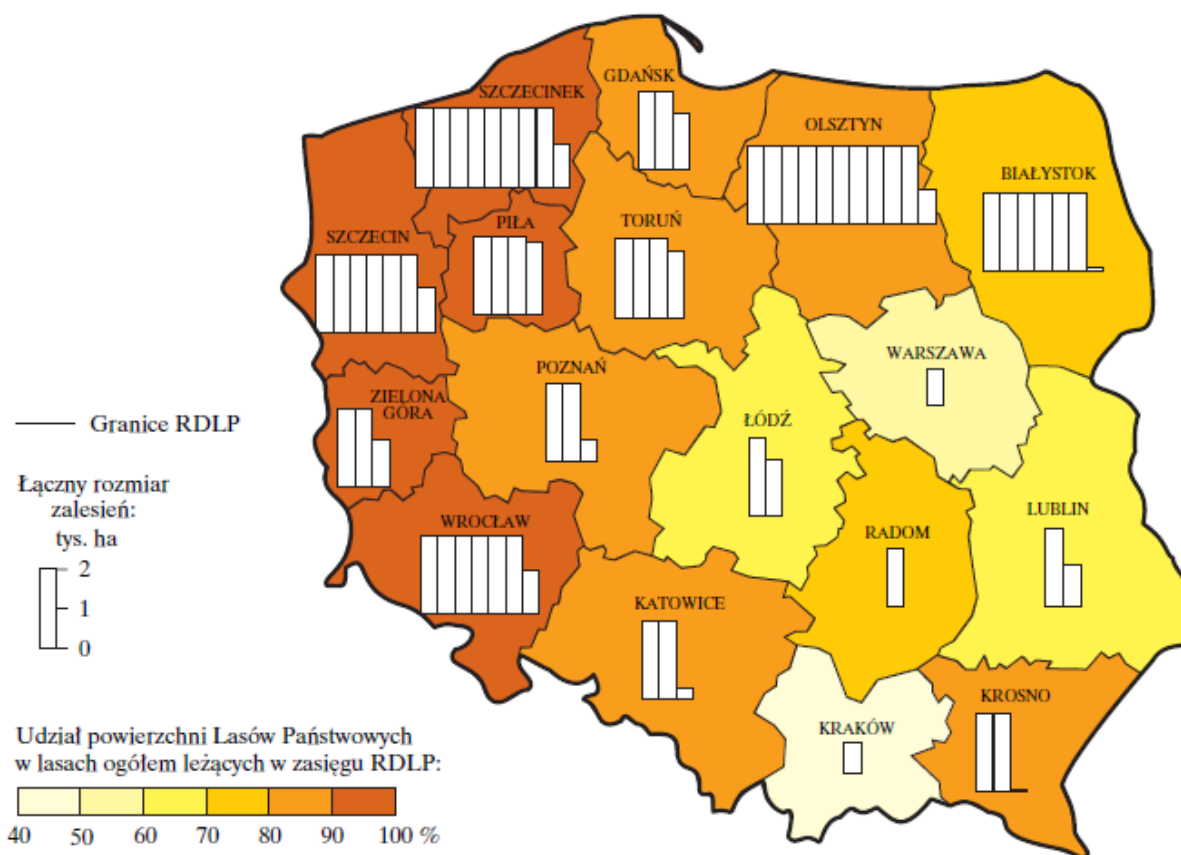 GDAŃSK
SZCZECINEK
OLSZTYN
BIAŁYSTOK
PIŁA
TORUŃ
SZCZECIN
WARSZAWA
POZNAŃ
ZIELONA
GÓRA
ŁÓDŹ
LUBLIN
WROCŁAW
RADOM
KATOWICE
KROSNO
KRAKÓW
Granice RDLP
Łączny rozmiar
zalesień:
tys. ha
2
1
0
Udział powierzchni Lasów Państwowych
w lasach ogółem leżących w zasięgu RDLP:
40 50 60 70 80 90 100 %